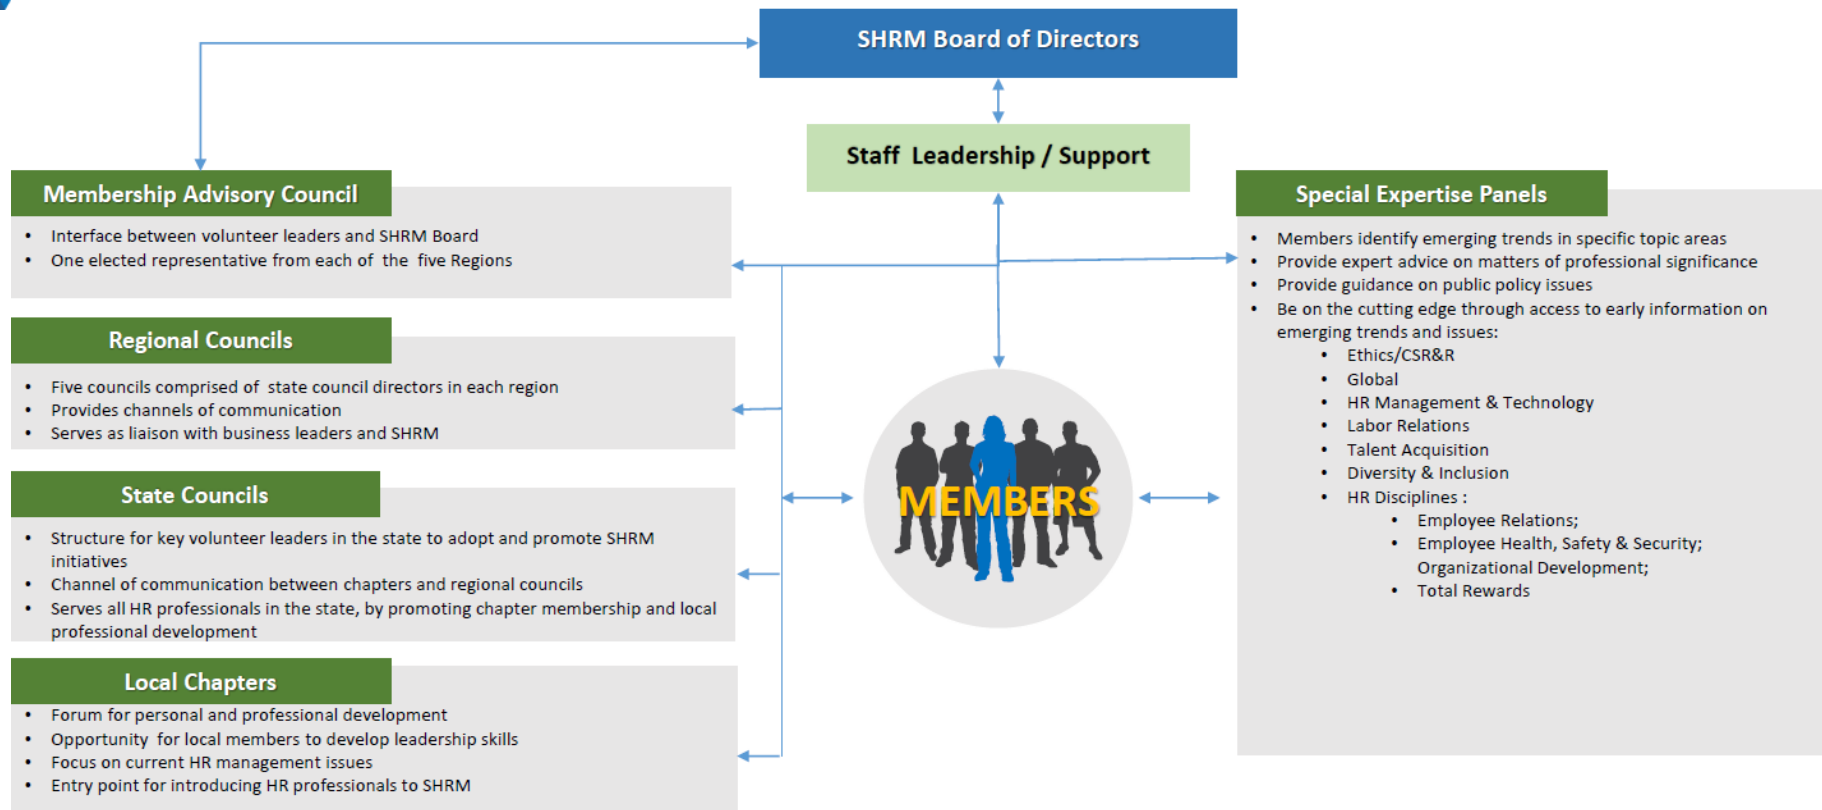 SHRM Board of Directors
Staff Leadership / Support
Membership Advisory Council
• Interface between volunteer leaders and SHRM Board
• One elected representative from each of the five Regions
Regional Councils
• Five councils comprised of state council directors in each region
• Provides channels of communication
• Serves as liaison with business leaders and SHRM
State Councils
• Structure for key volunteer leaders in the state to adopt and promote SHRM
initiatives
• Channel of communication between chapters and regional councils
• Serves all HR professionals in the state, by promoting chapter membership and local
professional development
Local Chapters
• Forum for personal and professional development
• Opportunity for local members to develop leadership skills
• Focus on current HR management issues
• Entry point for introducing HR professionals to SHRM
MEMBERS
Special Expertise Panels
• Members identify emerging trends in specific topic areas
• Provide expert advice on matters of professional significance
• Provide guidance on public policy issues
• Be on the cutting edge through access to early information on
emerging trends and issues:
• Ethics/CSR&R
• Global
• HR Management & Technology
• Labor Relations
• Talent Acquisition
• Diversity & Inclusion
• HR Disciplines :
• Employee Relations;
• Employee Health, Safety & Security;
Organizational Development;
• Total Rewards